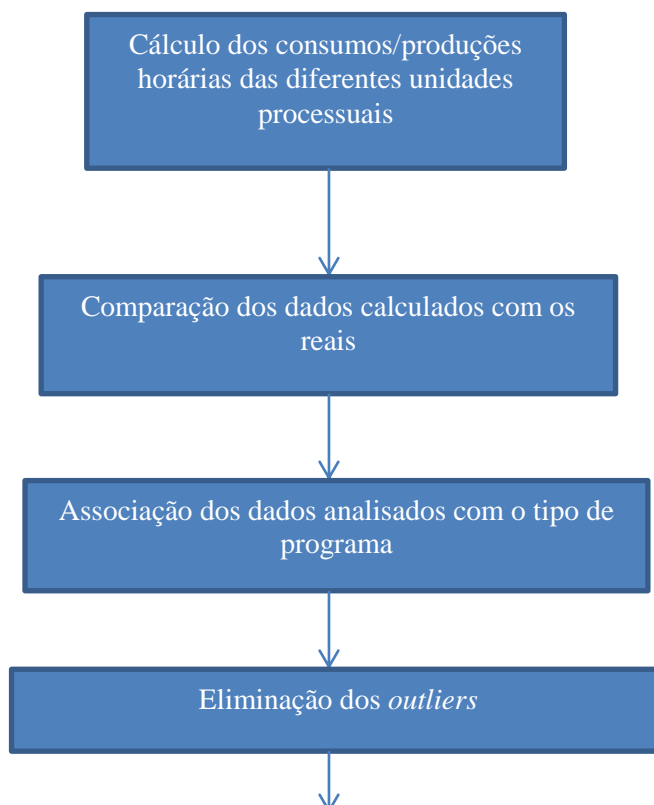 Cálculo dos consumos/produções
horárias das diferentes unidades
processuais
Comparação dos dados calculados com os
reais
Associação dos dados analisados com o tipo de
programa
Eliminação dos outliers